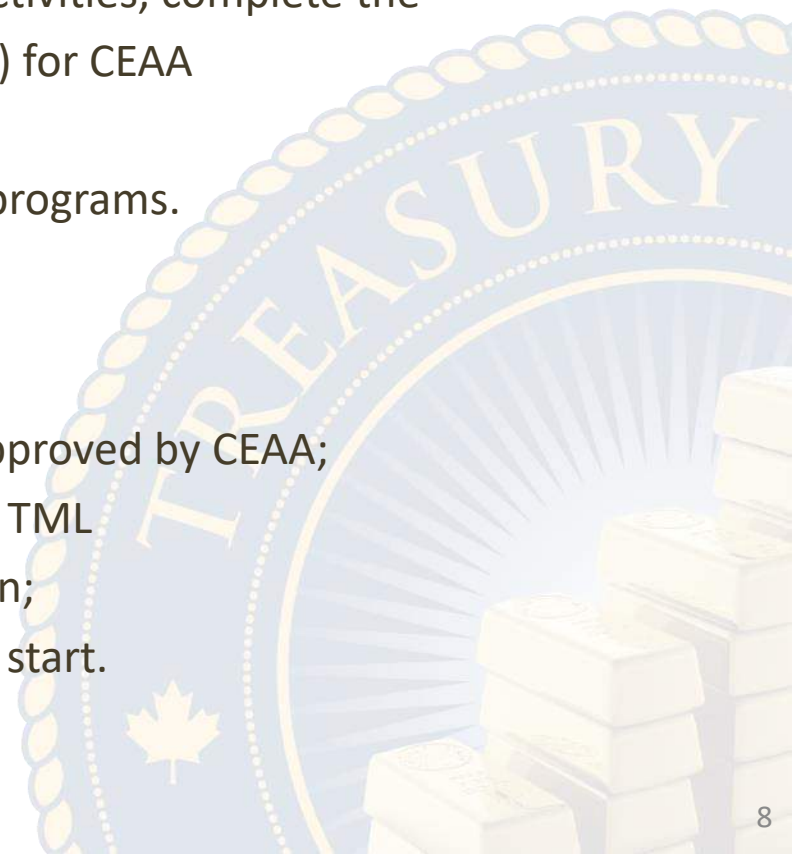 ctivities, complete the
) for CEAA
programs.
TREASURY
pproved by CEAA;
TML
n;
start.
8